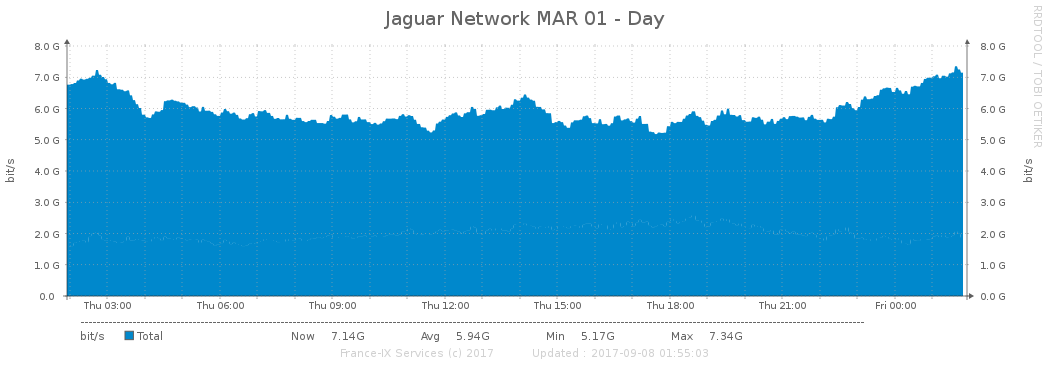 Jaguar Network MAR 01 - Day
RRDTOOL / TOBI OETIKER
8.0 G 8.0 G
7.0 G 7.0 G
6.0 G 6.0 G
5.0 G 5.0 G
4.0 G 4.0 G
3.0 G 3.0 G
2.0 G 2.0 G
1.0 G 1.0 G
0.0 0.0 G
bit/s bit/s
Thu 03:00 Thu 06:00 Thu 09:00 Thu 12:00 Thu 15:00 Thu 18:00 Thu 21:00 Fri 00:00
bit/s Total Now 7.14G Avg 5.94G Min 5.17G Max 7.34G
France-IX Services (c) 2017 Updated : 2017-09-08 01:55:03